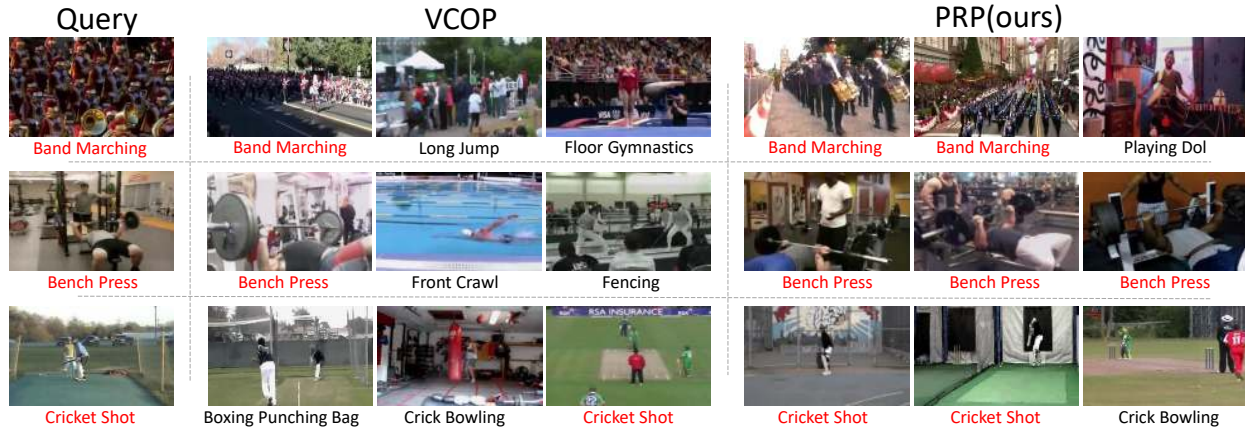 Query
VCOP
PRP(ours)
Band Marching
Band Marching
Long Jump
Floor Gymnastics
Band Marching
Band Marching
Playing Dol
Bench Press
Bench Press
Front Crawl
Fencing
Bench Press
Bench Press
Bench Press
RSA INSURANCE
Cricket Shot
Boxing Punching Bag
Crick Bowling
Cricket Shot
Cricket Shot
Cricket Shot
Crick Bowling